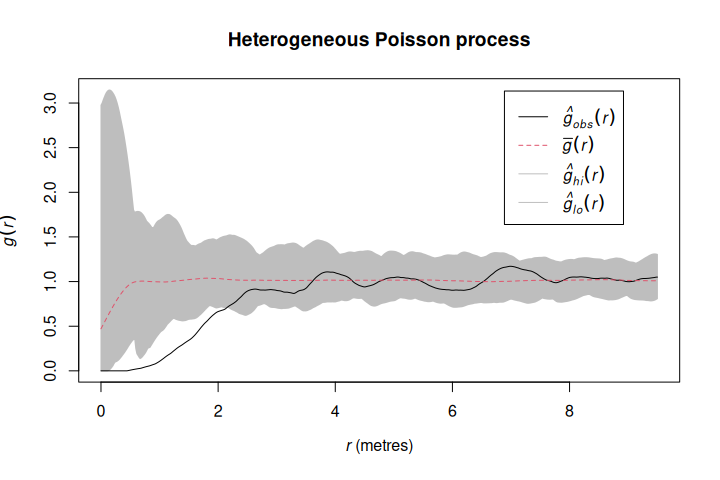 Heterogeneous Poisson process
g(r)
3.0
2.5
2.0
1.5
1.0
0.5
0.0
ĝobs(r)
g̅(r)
ĝhi(r)
ĝlo(r)
0 2 4 6 8
r (metres)